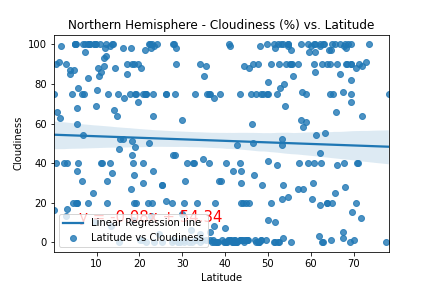 Northern Hemisphere - Cloudiness (%) vs. Latitude
100
80
60
40
20
0
Cloudiness
Linear Regression line
Latitude vs Cloudiness
10
20
30
40
50
60
70
Latitude